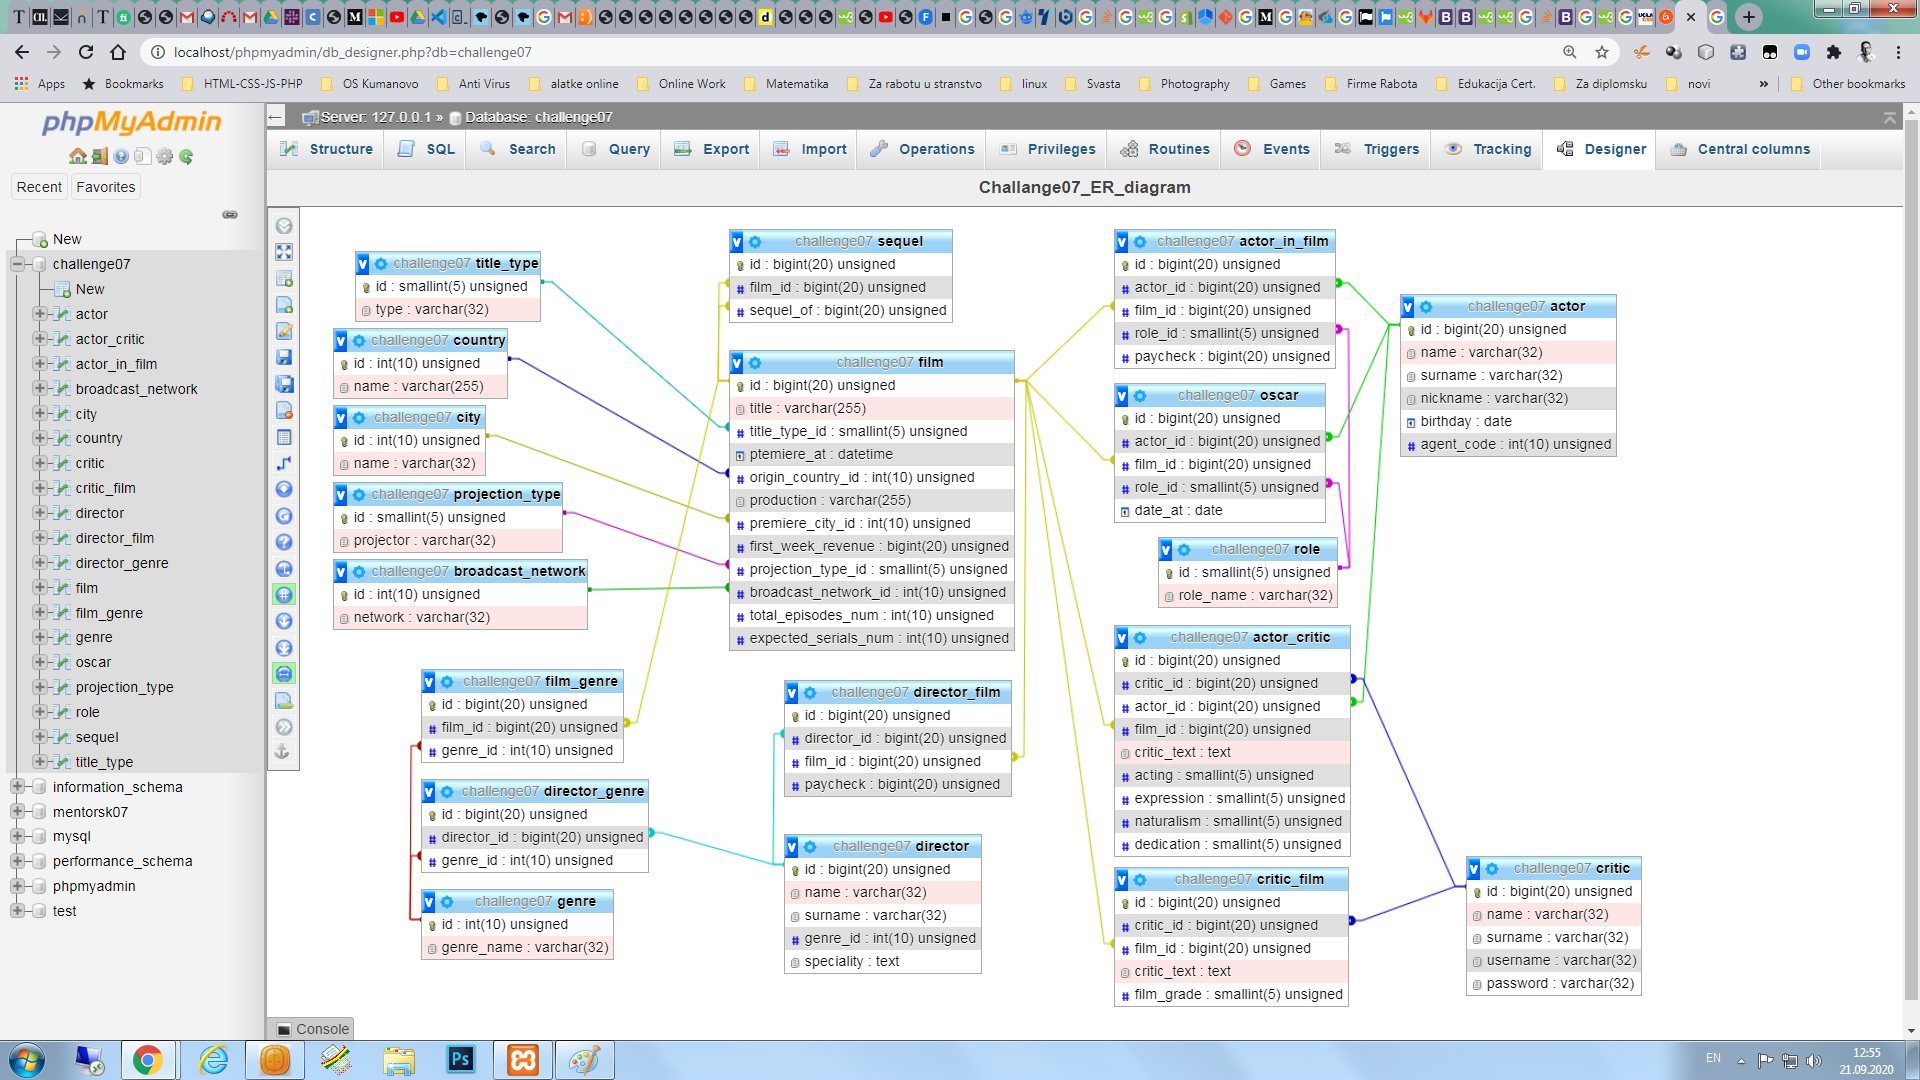 localhost/phpmyadmin/db_designer.php?db=challenge07
Apps
Bookmarks
HTML-CSS-JS-PHP
OS Kumanovo
Anti Virus
alatke online
Online Work
Matematika
Za rabotu u stranstvo
linux
Svasta
Photography
Games
Firme Rabota
Edukacija Cert.
Za diplomsku
novi
»
Other bookmarks
phpMyAdmin
Recent
Favorites
New
challenge07
New
actor
actor_critic
actor_in_film
broadcast_network
city
country
critic
critic_film
director
director_film
director_genre
film
film_genre
genre
oscar
projection_type
role
sequel
title_type
information_schema
mentorsk07
mysql
performance_schema
phpmyadmin
test
Server: 127.0.0.1 » Database: challenge07
Structure
SQL
Search
Query
Export
Import
Operations
Privileges
Routines
Events
Triggers
Tracking
Designer
Central columns
Challange07_ER_diagram
challenge07 title_type
id : smallint(5) unsigned
type : varchar(32)
challenge07 country
id : int(10) unsigned
name : varchar(255)
challenge07 city
id : int(10) unsigned
name : varchar(32)
challenge07 projection_type
id : smallint(5) unsigned
projector : varchar(32)
challenge07 broadcast_network
id : int(10) unsigned
network : varchar(32)
challenge07 film_genre
id : bigint(20) unsigned
film_id : bigint(20) unsigned
genre_id : int(10) unsigned
challenge07 director_genre
id : bigint(20) unsigned
director_id : bigint(20) unsigned
genre_id : int(10) unsigned
challenge07 genre
id : int(10) unsigned
genre_name : varchar(32)
challenge07 sequel
id : bigint(20) unsigned
film_id : bigint(20) unsigned
sequel_of : bigint(20) unsigned
challenge07 film
id : bigint(20) unsigned
title : varchar(255)
title_type_id : smallint(5) unsigned
ptemiere_at : datetime
origin_country_id : int(10) unsigned
production : varchar(255)
premiere_city_id : int(10) unsigned
first_week_revenue : bigint(20) unsigned
projection_type_id : smallint(5) unsigned
broadcast_network_id : int(10) unsigned
total_episodes_num : int(10) unsigned
expected_serials_num : int(10) unsigned
challenge07 director_film
id : bigint(20) unsigned
director_id : bigint(20) unsigned
film_id : bigint(20) unsigned
paycheck : bigint(20) unsigned
challenge07 director
id : bigint(20) unsigned
name : varchar(32)
surname : varchar(32)
genre_id : int(10) unsigned
speciality : text
challenge07 actor_in_film
id : bigint(20) unsigned
actor_id : bigint(20) unsigned
film_id : bigint(20) unsigned
role_id : smallint(5) unsigned
paycheck : bigint(20) unsigned
challenge07 oscar
id : bigint(20) unsigned
actor_id : bigint(20) unsigned
film_id : bigint(20) unsigned
role_id : smallint(5) unsigned
date_at : date
challenge07 role
id : smallint(5) unsigned
role_name : varchar(32)
challenge07 actor_critic
id : bigint(20) unsigned
critic_id : bigint(20) unsigned
actor_id : bigint(20) unsigned
film_id : bigint(20) unsigned
critic_text : text
acting : smallint(5) unsigned
expression : smallint(5) unsigned
naturalism : smallint(5) unsigned
dedication : smallint(5) unsigned
challenge07 critic_film
id : bigint(20) unsigned
critic_id : bigint(20) unsigned
film_id : bigint(20) unsigned
critic_text : text
film_grade : smallint(5) unsigned
challenge07 actor
id : bigint(20) unsigned
name : varchar(32)
surname : varchar(32)
nickname : varchar(32)
birthday : date
agent_code : int(10) unsigned
challenge07 critic
id : bigint(20) unsigned
name : varchar(32)
surname : varchar(32)
username : varchar(32)
password : varchar(32)
Console
Ps
EN
12:55
21.09.2020